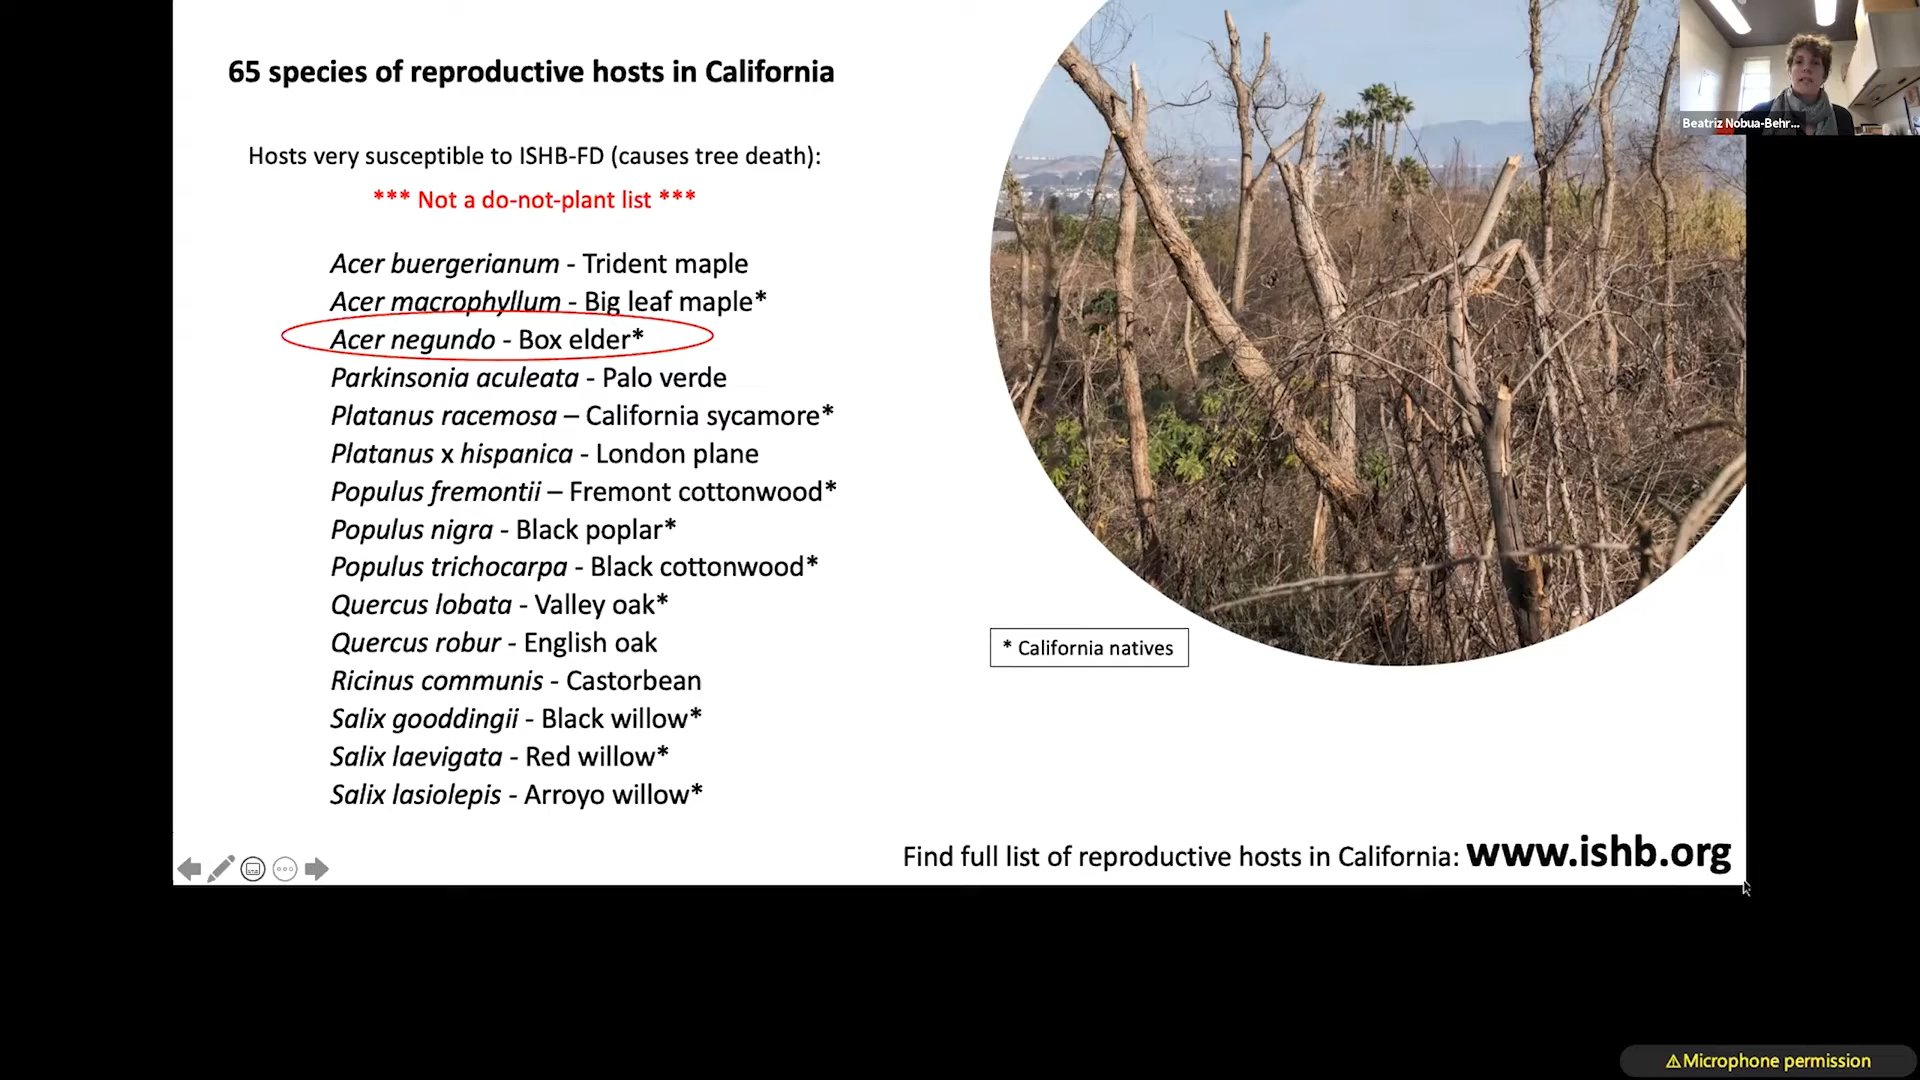 65 species of reproductive hosts in California
Hosts very susceptible to ISHB-FD (causes tree death):
*** Not a do-not-plant list ***
Acer buergerianum - Trident maple
Acer macrophyllum - Big leaf maple*
Acer negundo - Box elder*
Parkinsonia aculeata - Palo verde
Platanus racemosa – California sycamore*
Platanus x hispanica - London plane
Populus fremontii – Fremont cottonwood*
Populus nigra - Black poplar*
Populus trichocarpa - Black cottonwood*
Quercus lobata - Valley oak*
Quercus robur - English oak
Ricinus communis - Castorbean
Salix gooddingii - Black willow*
Salix laevigata - Red willow*
Salix lasiolepis - Arroyo willow*
* California natives
Find full list of reproductive hosts in California: www.ishb.org
Beatriz Nobua-Behr...
⚠Microphone permission